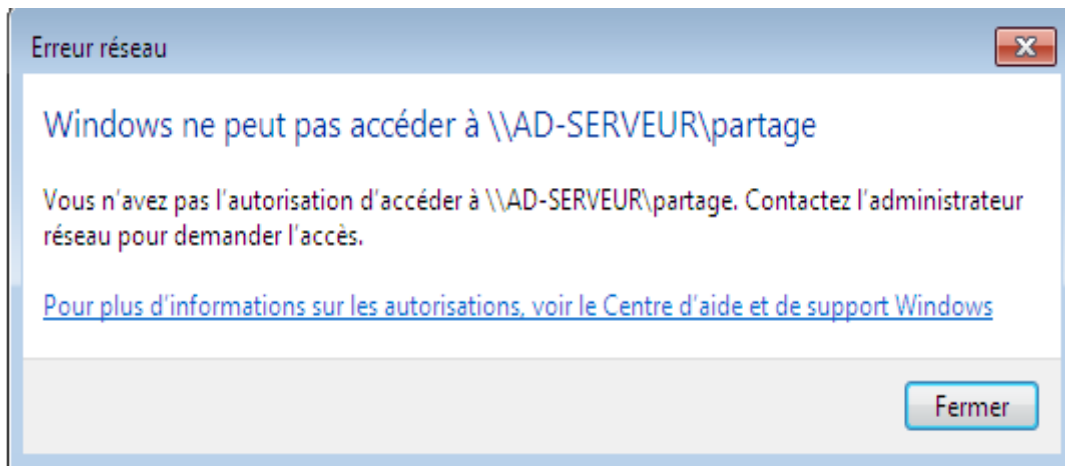 Erreur réseau
Windows ne peut pas accéder à \\AD-SERVEUR\partage
Vous n'avez pas l'autorisation d'accéder à \\AD-SERVEUR\partage. Contactez l'administrateur
réseau pour demander l'accès.
Pour plus d'informations sur les autorisations, voir le Centre d'aide et de support Windows
Fermer